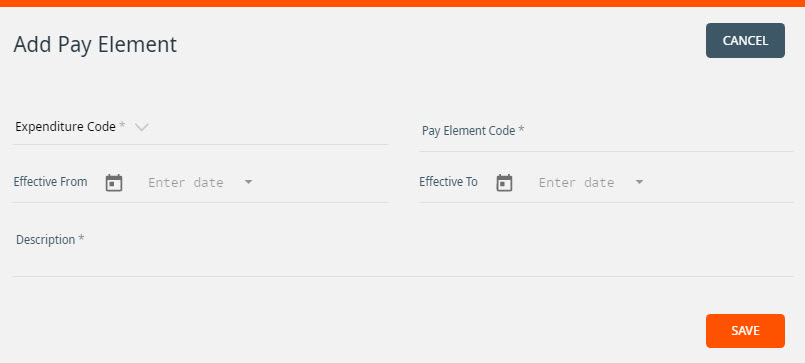 Add Pay Element
CANCEL
Expenditure Code *
Pay Element Code *
Effective From Enter date
Effective To Enter date
Description *
SAVE